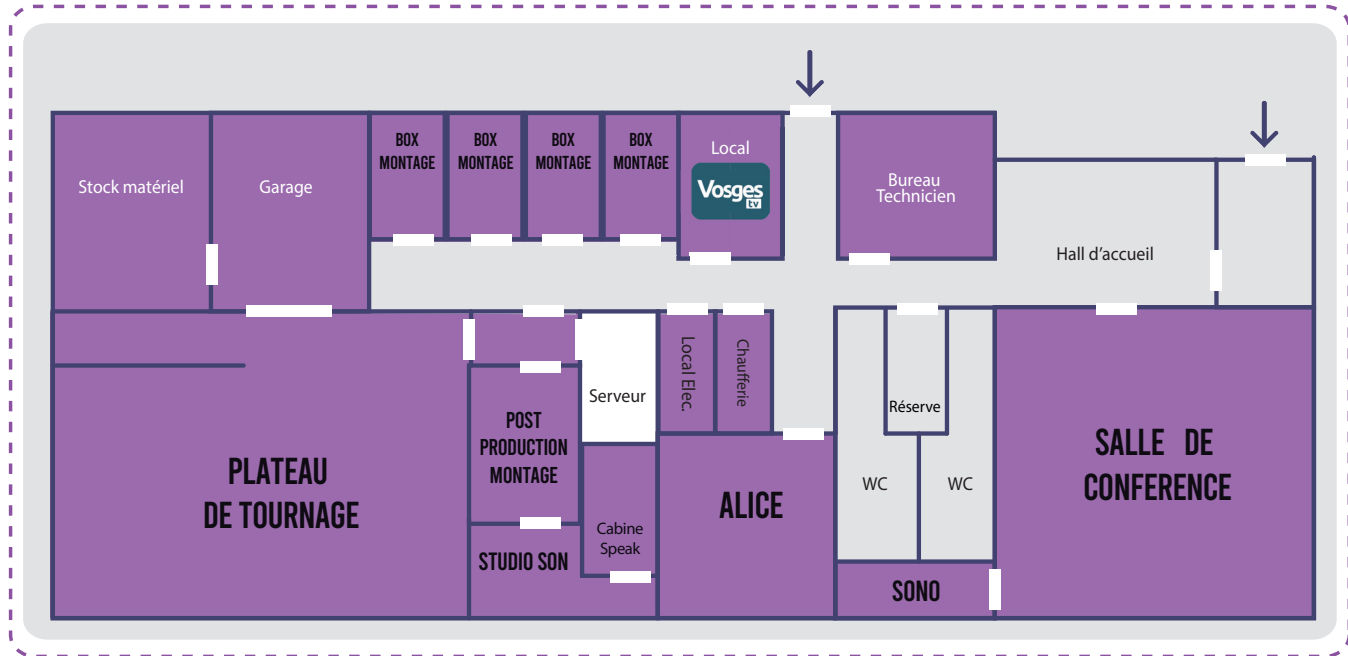 BOX
MONTAGE
BOX
MONTAGE
BOX
MONTAGE
BOX
MONTAGE
Local
Vosges
tv
Stock matériel
Garage
Bureau
Technicien
Hall d'accueil
Local Elec.
Chaufferie
Serveur
Réserve
POST
PRODUCTION
MONTAGE
PLATEAU
DE TOURNAGE
ALICE
WC
WC
SALLE DE
CONFERENCE
Cabine
Speak
STUDIO SON
SONO